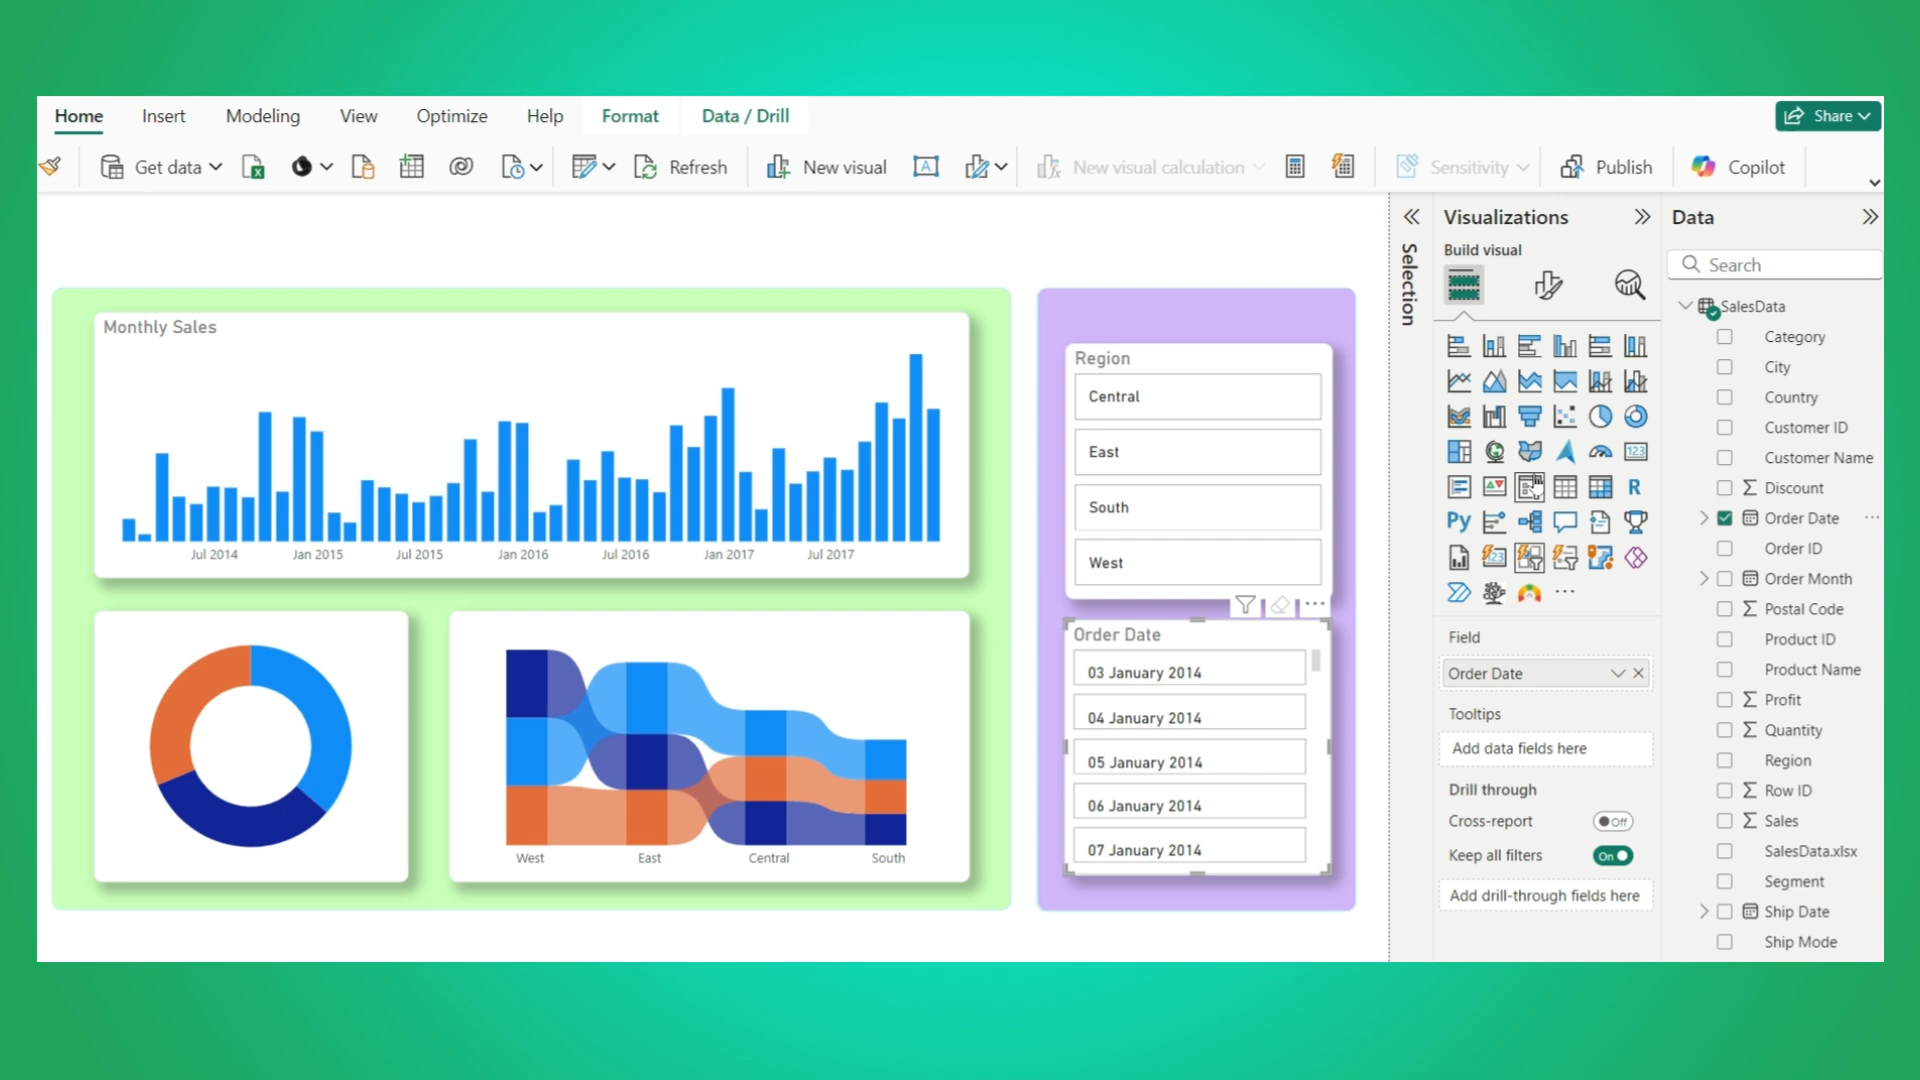 Home Insert Modeling View Optimize Help Format Data / Drill Share
Get data Refresh New visual New visual calculation Sensitivity Publish Copilot
Monthly Sales
Jul 2014 Jan 2015 Jul 2015 Jan 2016 Jul 2016 Jan 2017 Jul 2017
West East Central South
Region
Central
East
South
West
Order Date
03 January 2014
04 January 2014
05 January 2014
06 January 2014
07 January 2014
Selection
Visualizations
Build visual
123
R
Py
123
Field
Order Date
Tooltips
Add data fields here
Drill through
Cross-report Off
Keep all filters On
Add drill-through fields here
Data
Search
SalesData
Category
City
Country
Customer ID
Customer Name
Σ Discount
Order Date
Order ID
Order Month
Σ Postal Code
Product ID
Product Name
Σ Profit
Σ Quantity
Region
Σ Row ID
Σ Sales
SalesData.xlsx
Segment
Ship Date
Ship Mode